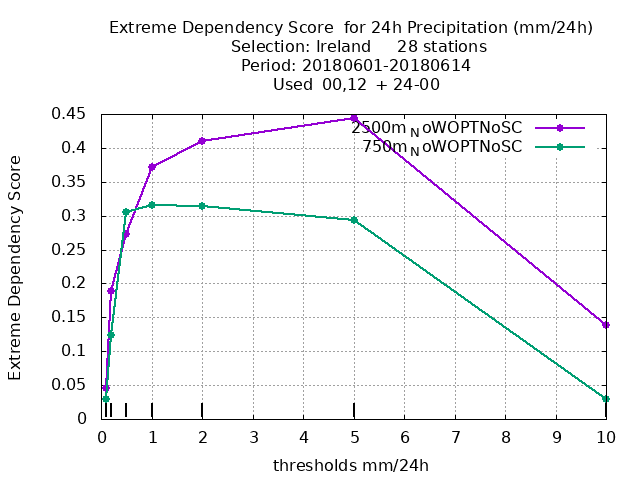 Extreme Dependency Score for 24h Precipitation (mm/24h)
Selection: Ireland 28 stations
Period: 20180601-20180614
Used 00,12 + 24-00
Extreme Dependency Score
0.45
0.4
0.35
0.3
0.25
0.2
0.15
0.1
0.05
0
2500m_NoWOPTNoSC
750m_NoWOPTNoSC
0 1 2 3 4 5 6 7 8 9 10
thresholds mm/24h